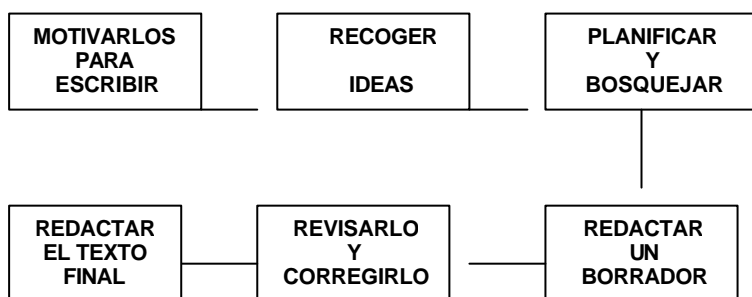 MOTIVARLOS
PARA
ESCRIBIR
RECOGER
IDEAS
PLANIFICAR
Y
BOSQUEJAR
REDACTAR
EL TEXTO
FINAL
REVISARLO
Y
CORREGIRLO
REDACTAR
UN
BORRADOR